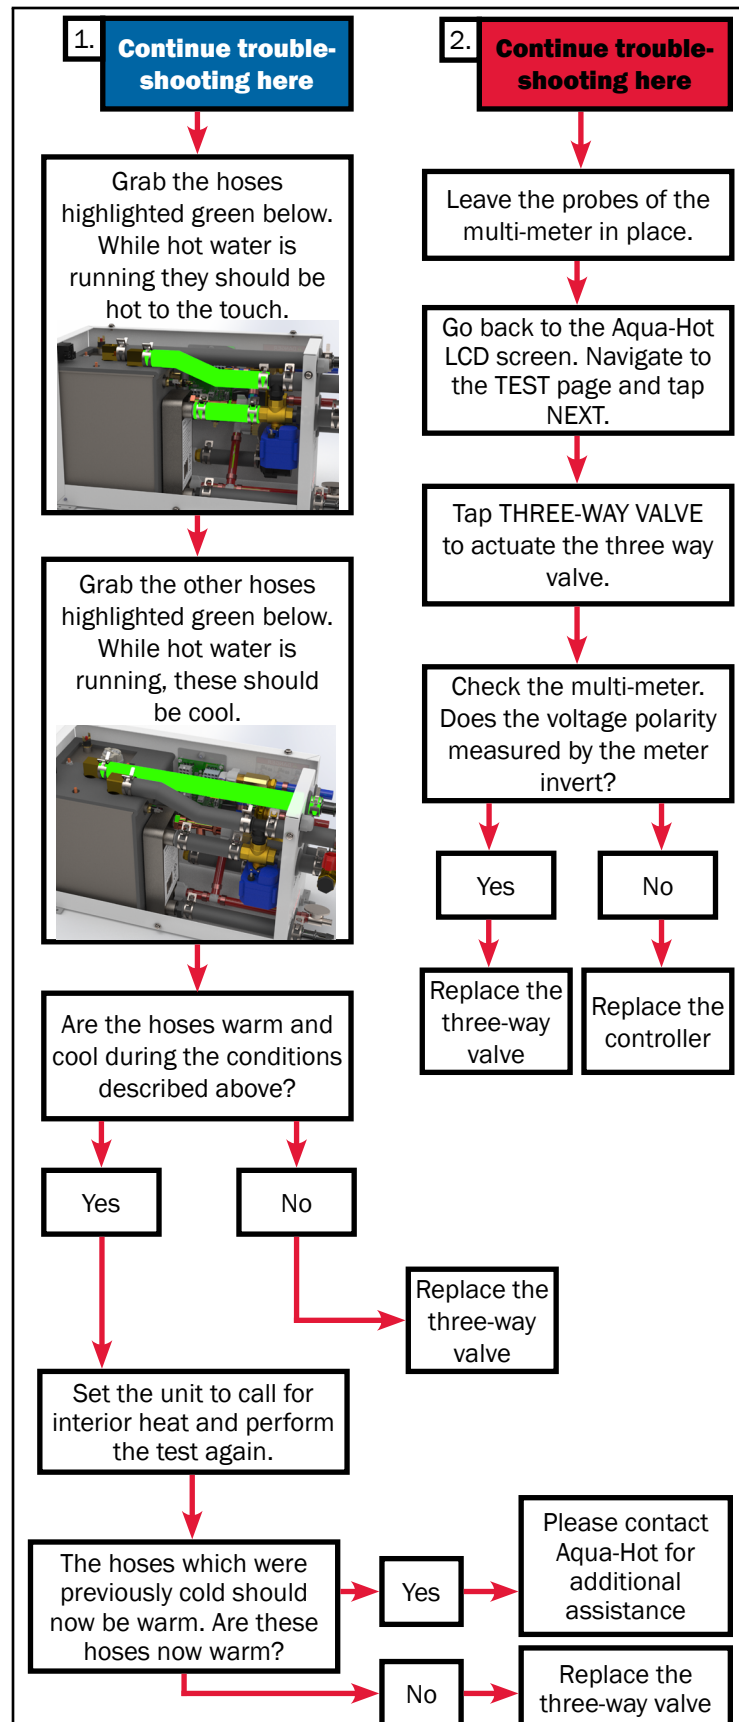 1.
Continue trouble-
shooting here
Grab the hoses
highlighted green below.
While hot water is
running they should be
hot to the touch.
Grab the other hoses
highlighted green below.
While hot water is
running, these should
be cool.
Are the hoses warm and
cool during the conditions
described above?
Yes
No
Replace the
three-way
valve
Set the unit to call for
interior heat and perform
the test again.
The hoses which were
previously cold should
now be warm. Are these
hoses now warm?
Yes
Please contact
Aqua-Hot for
additional
assistance
No
Replace the
three-way valve
2.
Continue trouble-
shooting here
Leave the probes of the
multi-meter in place.
Go back to the Aqua-Hot
LCD screen. Navigate to
the TEST page and tap
NEXT.
Tap THREE-WAY VALVE
to actuate the three way
valve.
Check the multi-meter.
Does the voltage polarity
measured by the meter
invert?
Yes
No
Replace the
three-way
valve
Replace the
controller